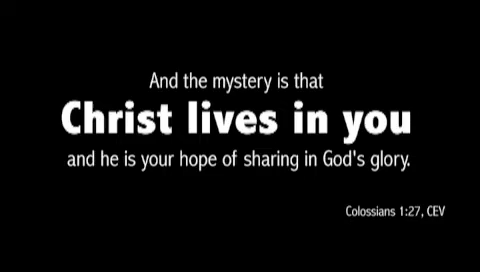 And the mystery is that
Christ lives in you
and he is your hope of sharing in God's glory.
Colossians 1:27, CEV